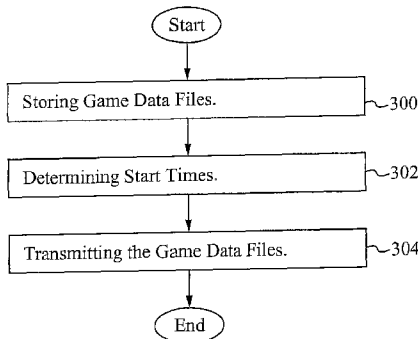 Start
Storing Game Data Files.
300
Determining Start Times.
302
Transmitting the Game Data Files.
304
End